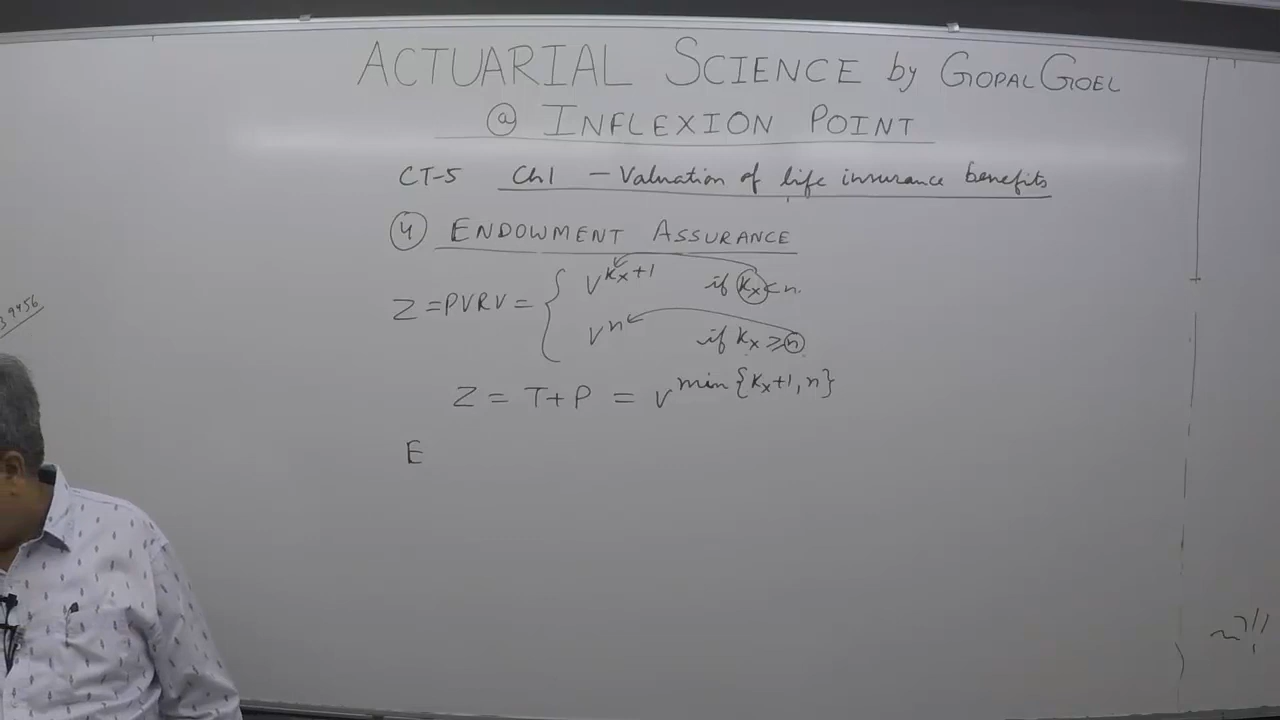 ACTUARIAL SCIENCE by GOPAL GOEL
@ INFLEXION POINT
CT-5 Ch1 - Valuation of life insurance benefits
④ ENDOWMENT ASSURANCE
Z = PVRV = { v^{Kx+1} if Kx < n.
v^n if Kx ≥ n
Z = T+P = v^{min{Kx+1, n}}
E